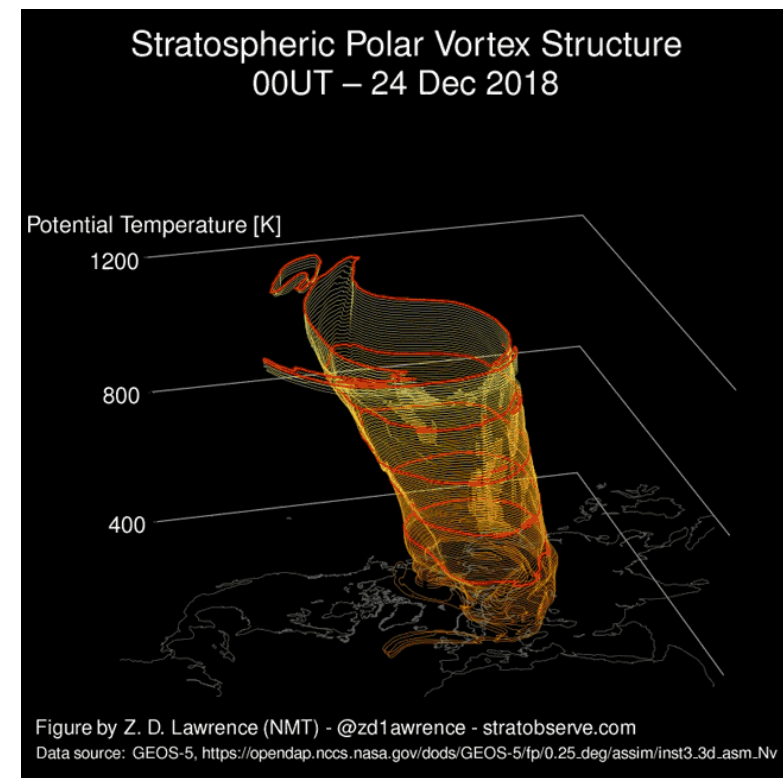 Stratospheric Polar Vortex Structure
00UT – 24 Dec 2018
Potential Temperature [K]
1200
800
400
Figure by Z. D. Lawrence (NMT) - @zd1awrence - stratobserve.com
Data source: GEOS-5, https://opendap.nccs.nasa.gov/dods/GEOS-5/fp/0.25_deg/assim/inst3_3d_asm_Nv